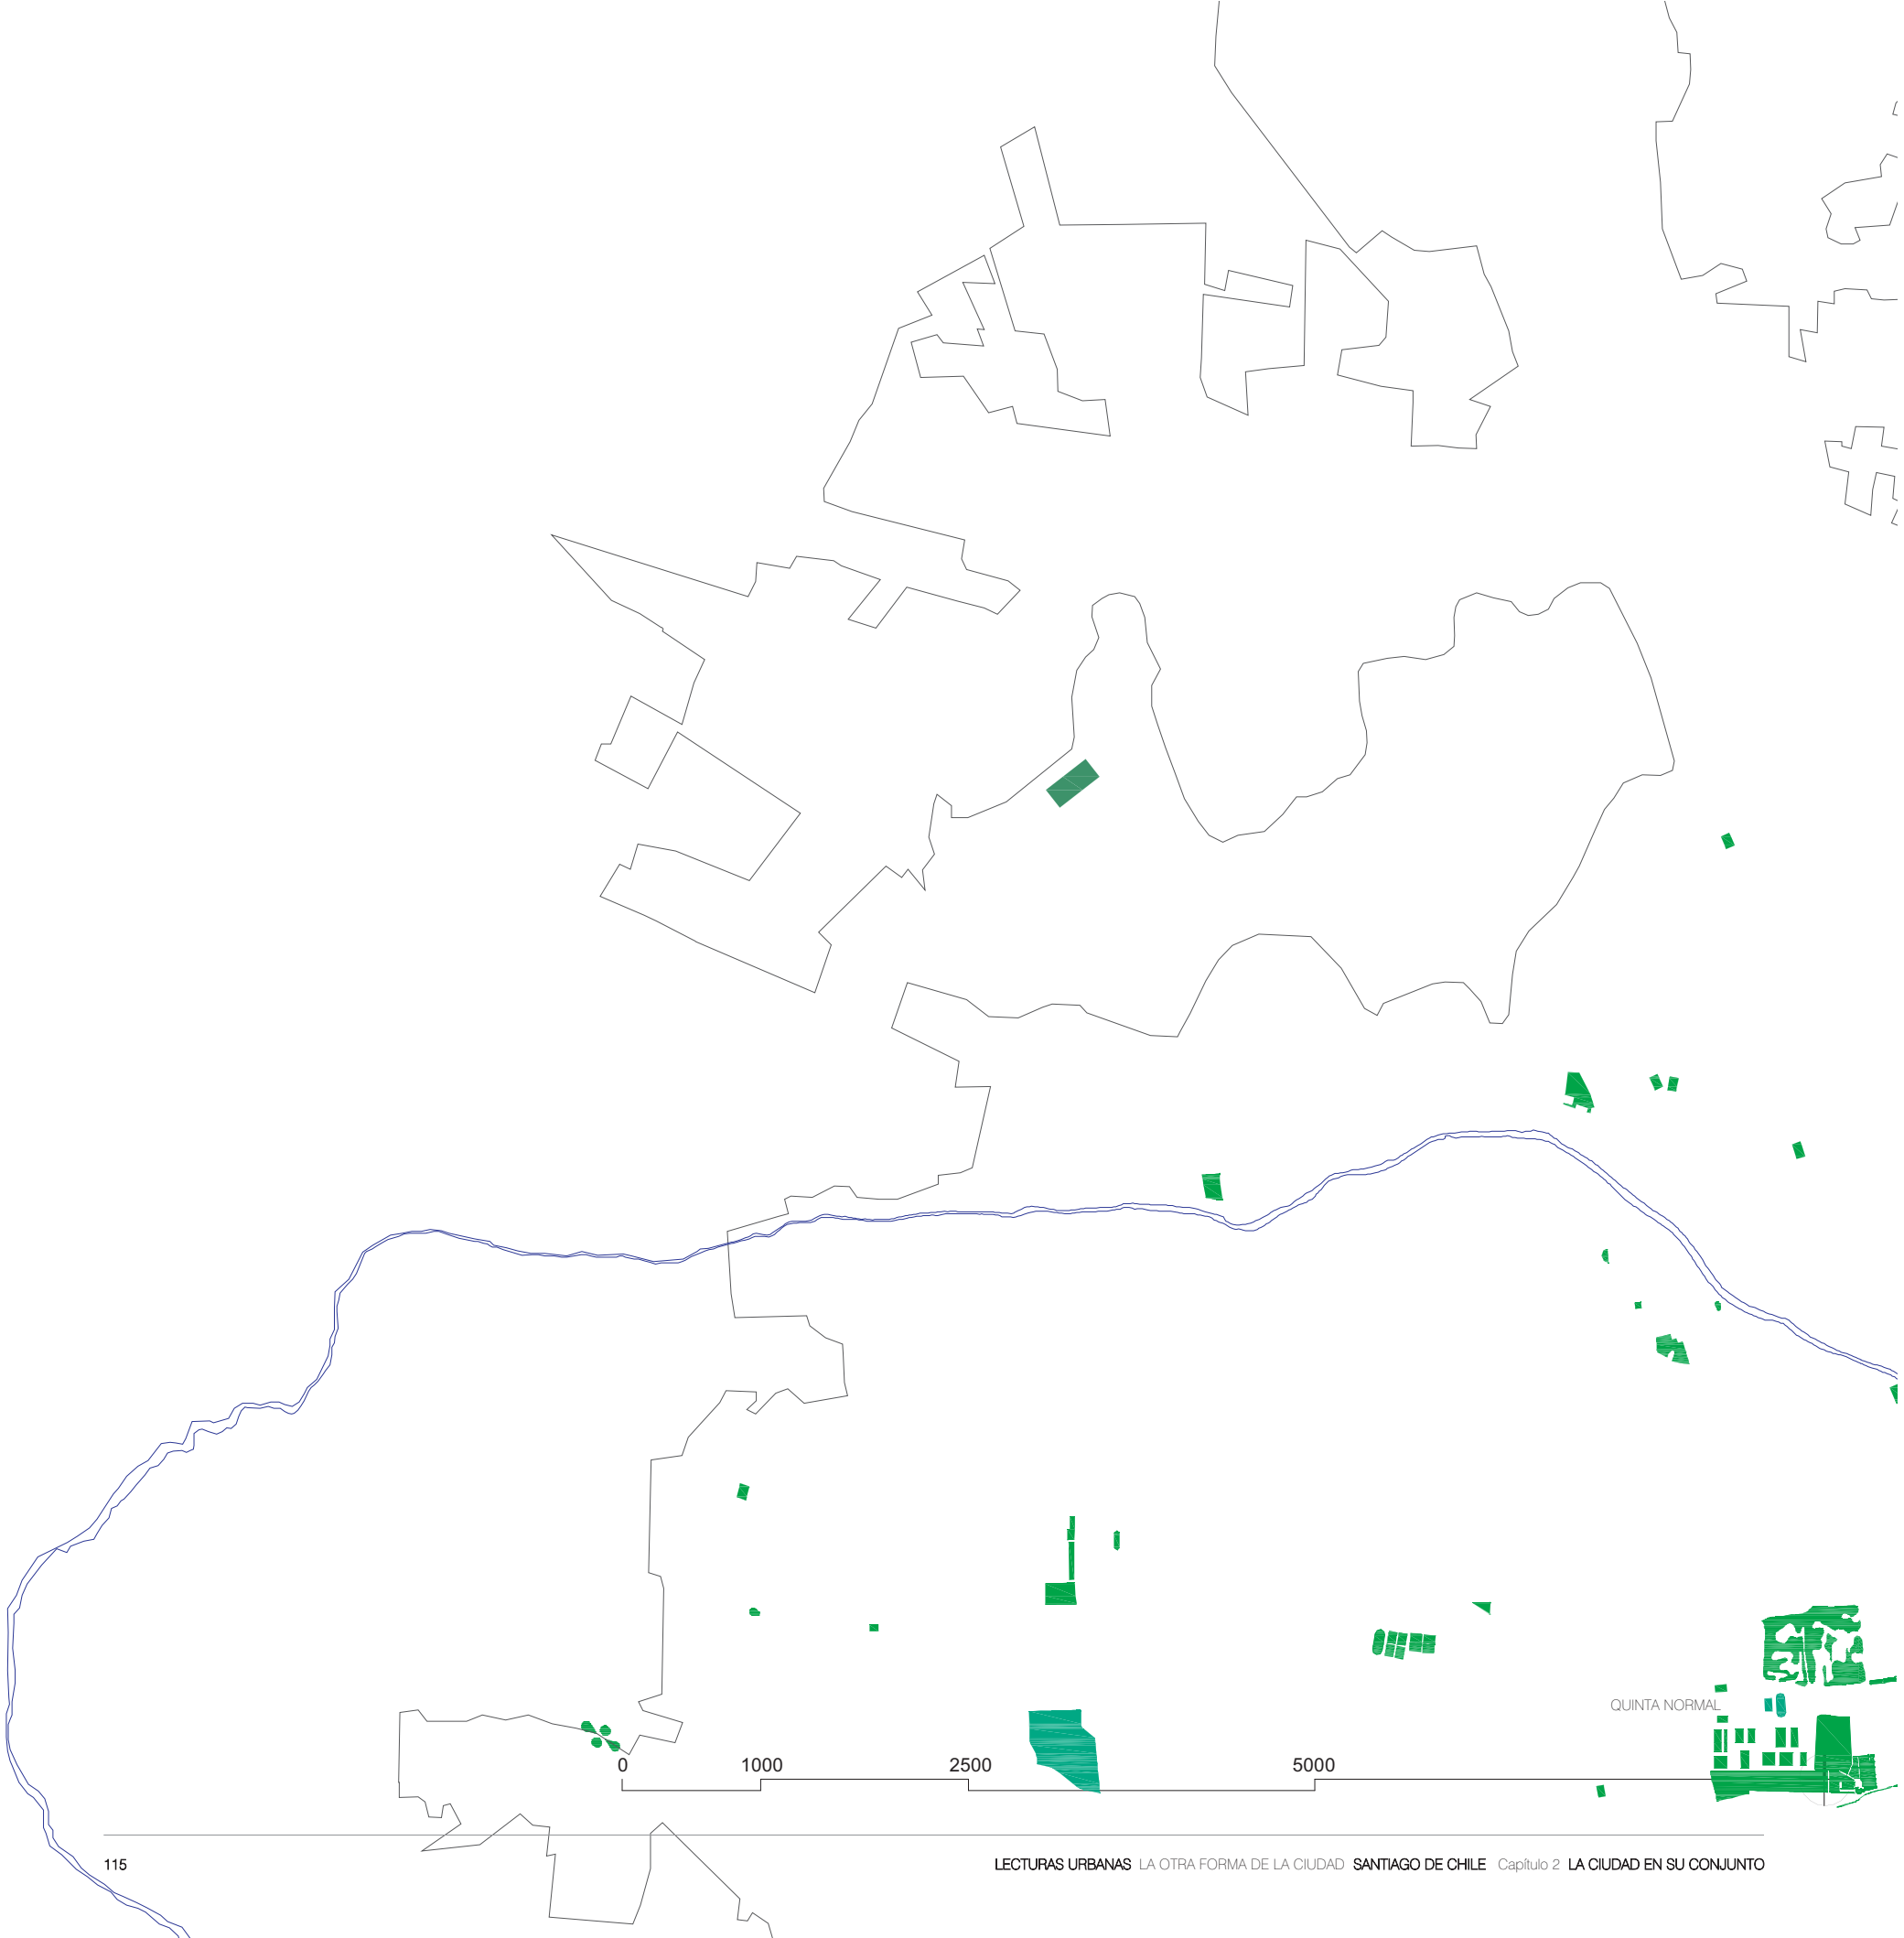 QUINTA NORMAL
0 1000 2500 5000
115
LECTURAS URBANAS LA OTRA FORMA DE LA CIUDAD SANTIAGO DE CHILE Capítulo 2 LA CIUDAD EN SU CONJUNTO